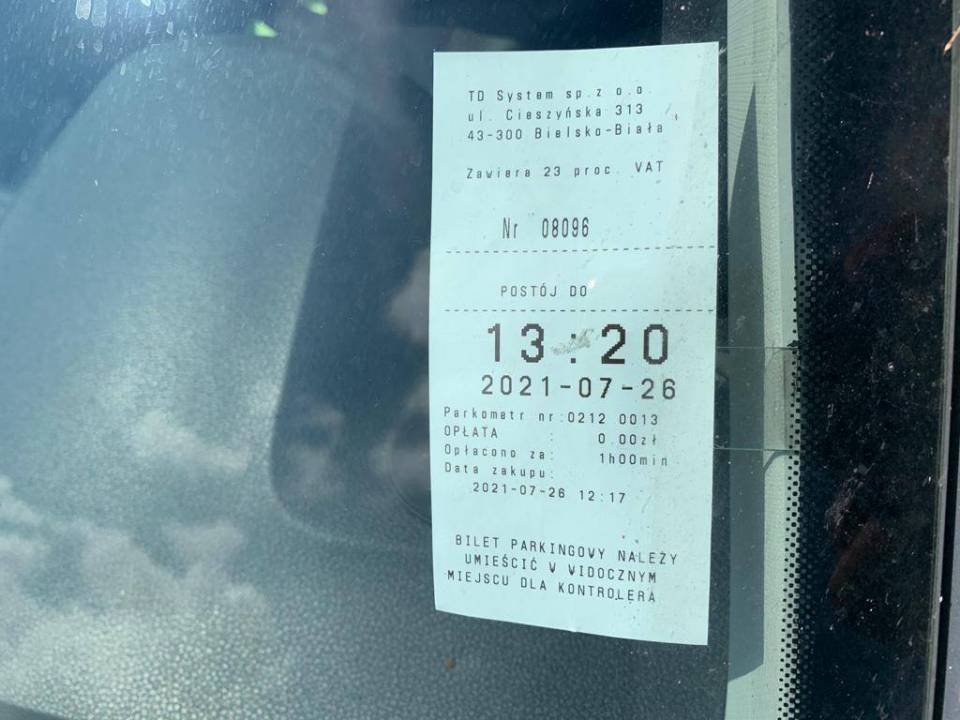 TD System sp.z o.o.
ul. Cieszyńska 313
43-300 Bielsko-Biała
Zawiera 23 proc. VAT
Nr 08096
POSTÓJ DO
13:20
2021-07-26
Parkometr nr:0212 0013
OPŁATA : 0.00zł
Opłacono za: 1h00min
Data zakupu:
2021-07-26 12:17
BILET PARKINGOWY NALEŻY
UMIEŚCIĆ W WIDOCZNYM
MIEJSCU DLA KONTROLERA